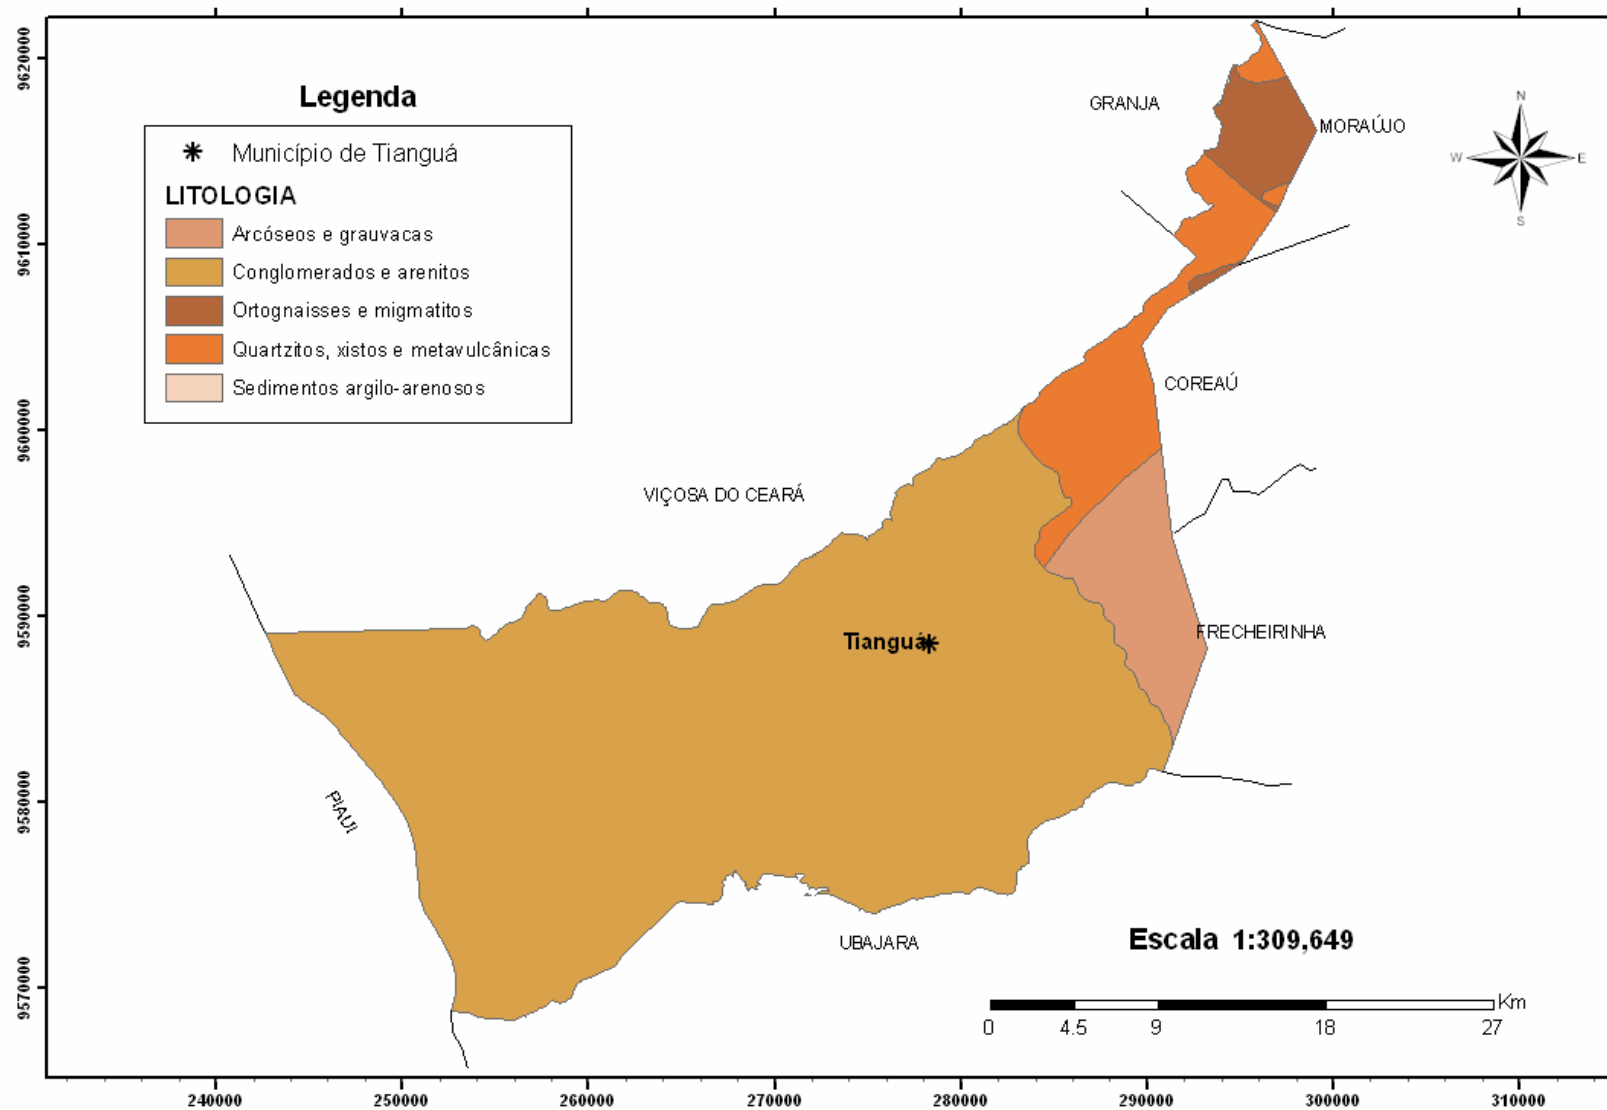 Legenda
Município de Tianguá
LITOLOGIA
Arcóseos e grauvacas
Conglomerados e arenitos
Ortognaisses e migmatitos
Quartzitos, xistos e metavulcânicas
Sedimentos argilo-arenosos
GRANJA
MORAÚJO
N
W
E
S
COREAÚ
VIÇOSA DO CEARÁ
FRECHEIRINHA
Tianguá
PIAUI
UBAJARA
Escala 1:309,649
Km
0 4.5 9 18 27
9620000
9610000
9600000
9590000
9580000
9570000
240000 250000 260000 270000 280000 290000 300000 310000